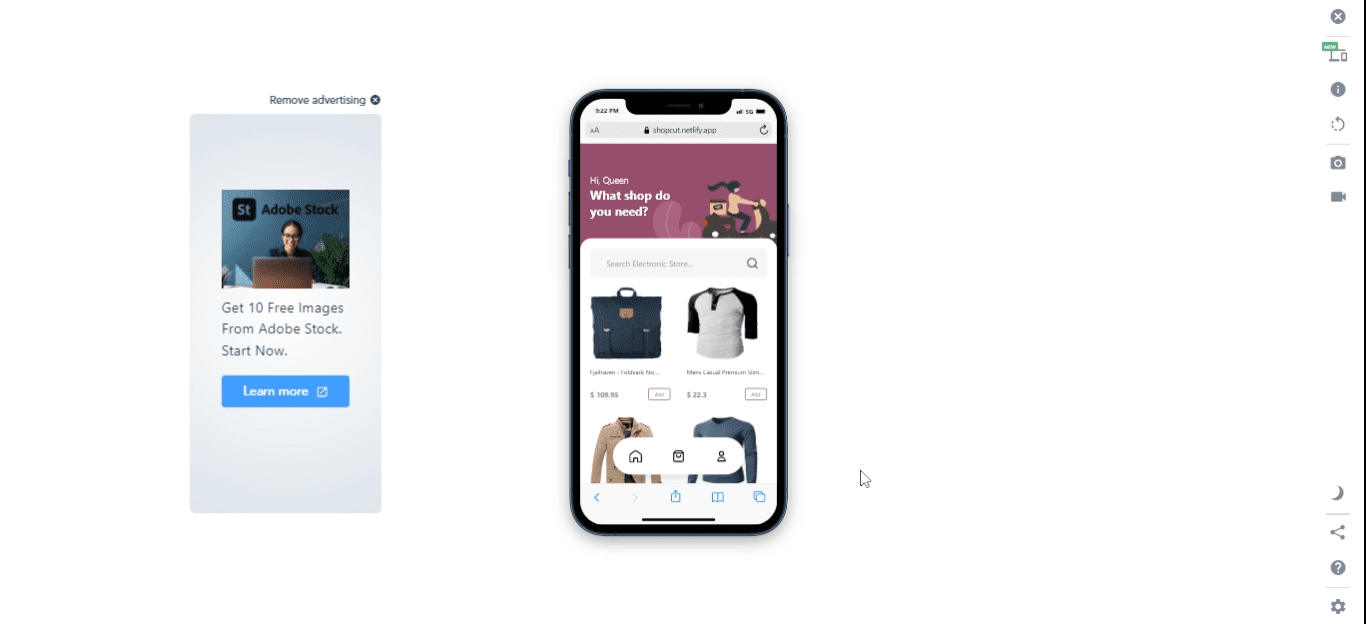 NEW
Remove advertising
St Adobe Stock
Get 10 Free Images
From Adobe Stock.
Start Now.
Learn more
9:22 PM
5G
AA
shopcut.netlify.app
Hi, Queen
What shop do
you need?
Search Electronic Store...
Fjallraven - Foldsack No...
Mens Casual Premium Slim...
$ 109.95
Add
$ 22.3
Add